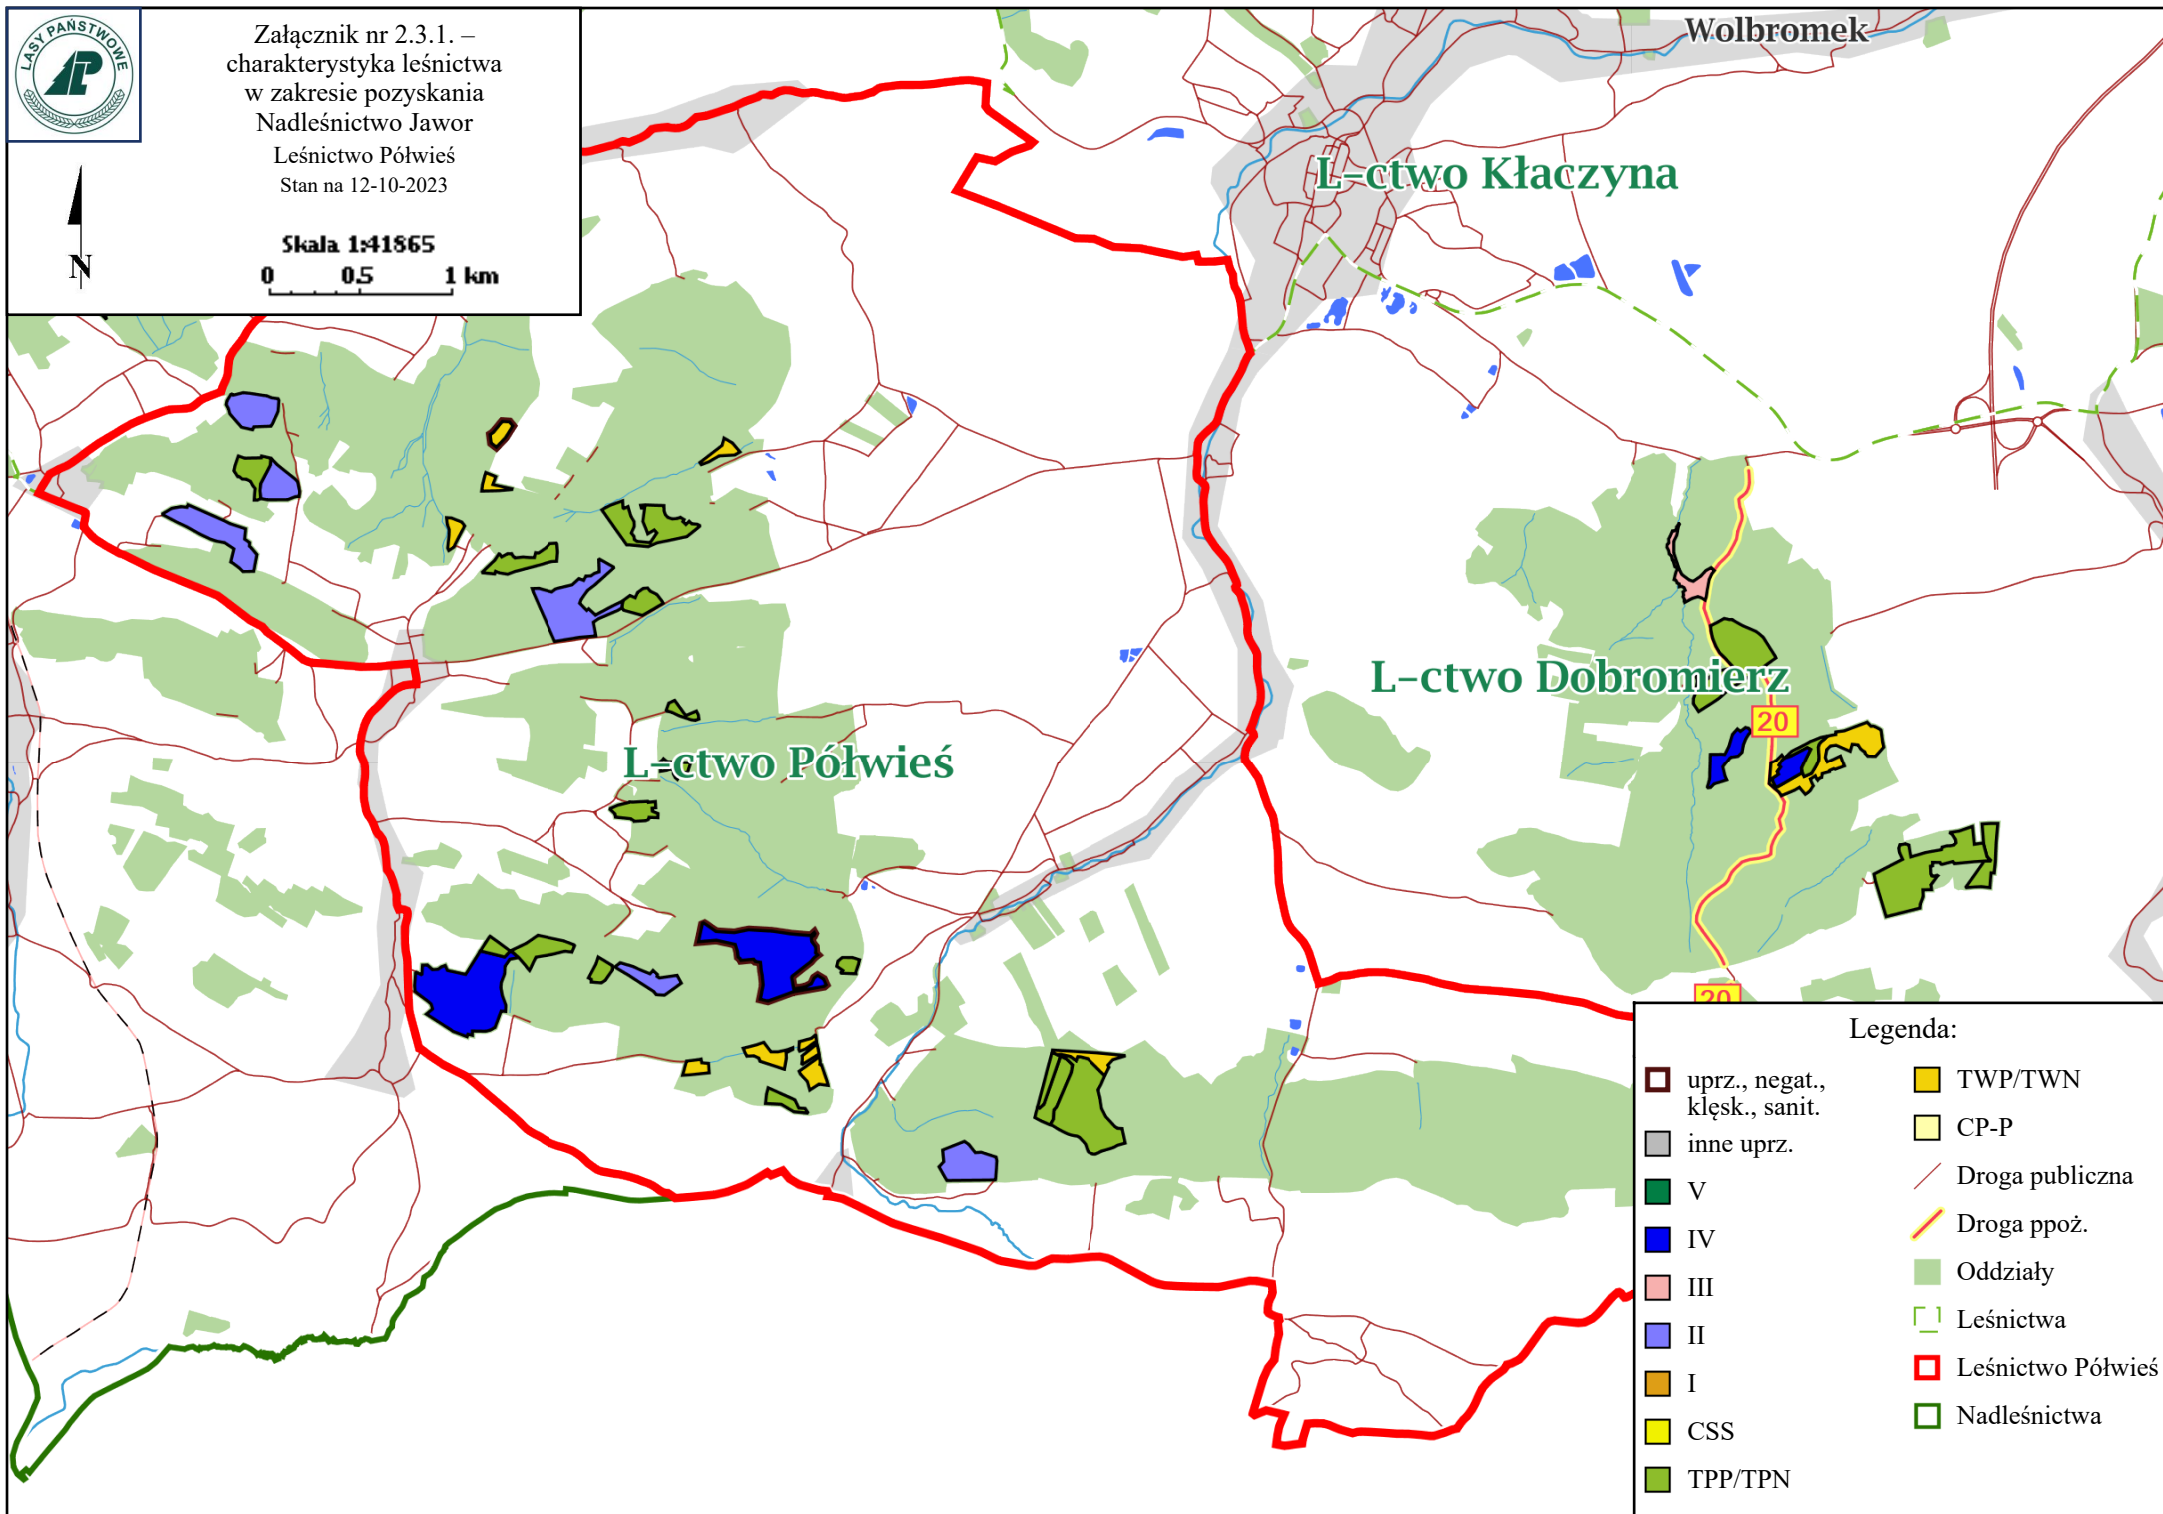 LASY PAŃSTWOWE
Załącznik nr 2.3.1. –
charakterystyka leśnictwa
w zakresie pozyskania
Nadleśnictwo Jawor
Leśnictwo Półwieś
Stan na 12-10-2023
N
Skala 1:41865
0 0.5 1 km
Wolbromek
L-ctwo Kłaczyna
L-ctwo Dobromierz
20
L-ctwo Półwieś
20
Legenda:
uprz., negat.,
klęsk., sanit.
inne uprz.
V
IV
III
II
I
CSS
TPP/TPN
TWP/TWN
CP-P
Droga publiczna
Droga ppoż.
Oddziały
Leśnictwa
Leśnictwo Półwieś
Nadleśnictwa